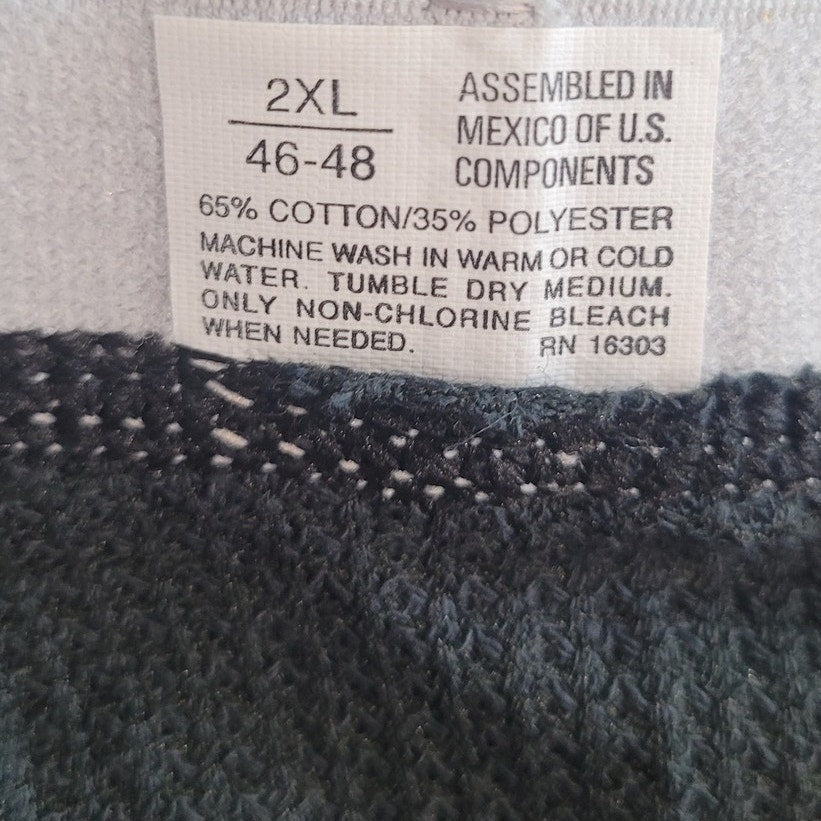 2XL
46-48
ASSEMBLED IN
MEXICO OF U.S.
COMPONENTS
65% COTTON/35% POLYESTER
MACHINE WASH IN WARM OR COLD
WATER. TUMBLE DRY MEDIUM.
ONLY NON-CHLORINE BLEACH
WHEN NEEDED. RN 16303